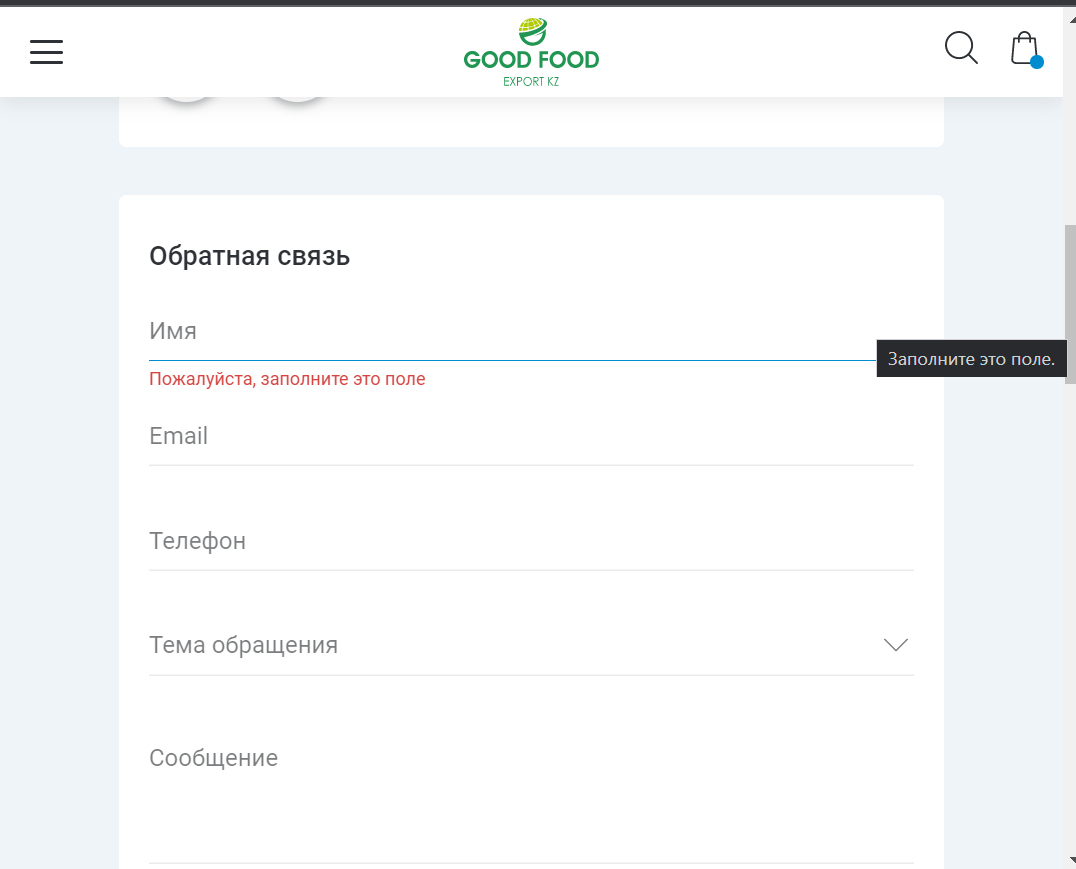 GOOD FOOD
EXPORT KZ
Обратная связь
Имя
Заполните это поле.
Пожалуйста, заполните это поле
Email
Телефон
Тема обращения
Сообщение